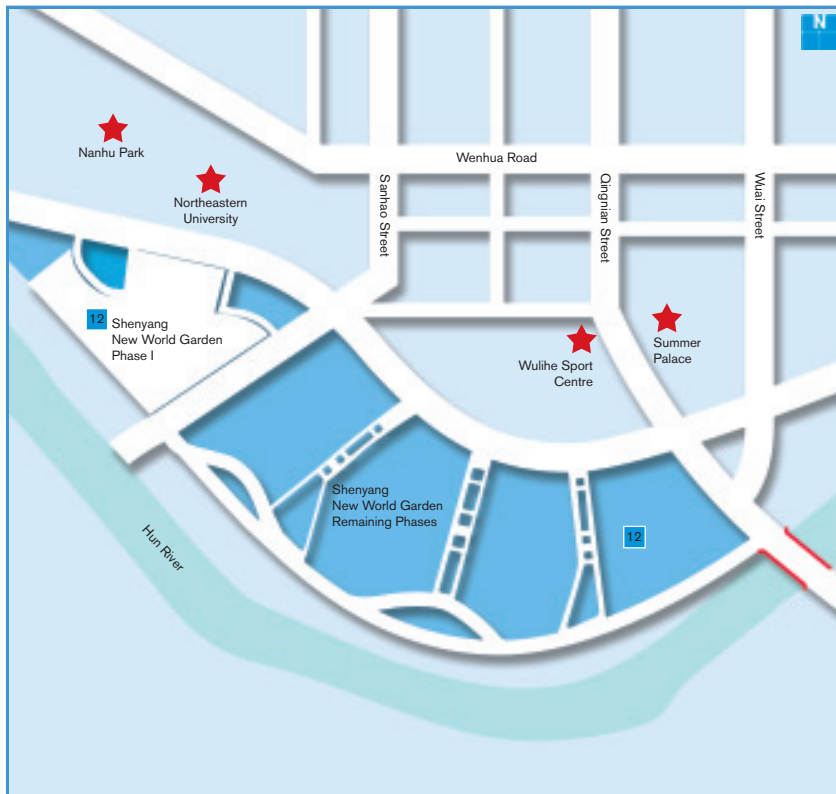 N
Nanhu Park
Northeastern
University
Wenhua Road
Sanhao Street
Qingnian Street
Wuai Street
12
Shenyang
New World Garden
Phase I
Wulihe Sport
Centre
Summer
Palace
Shenyang
New World Garden
Remaining Phases
12
Hun River